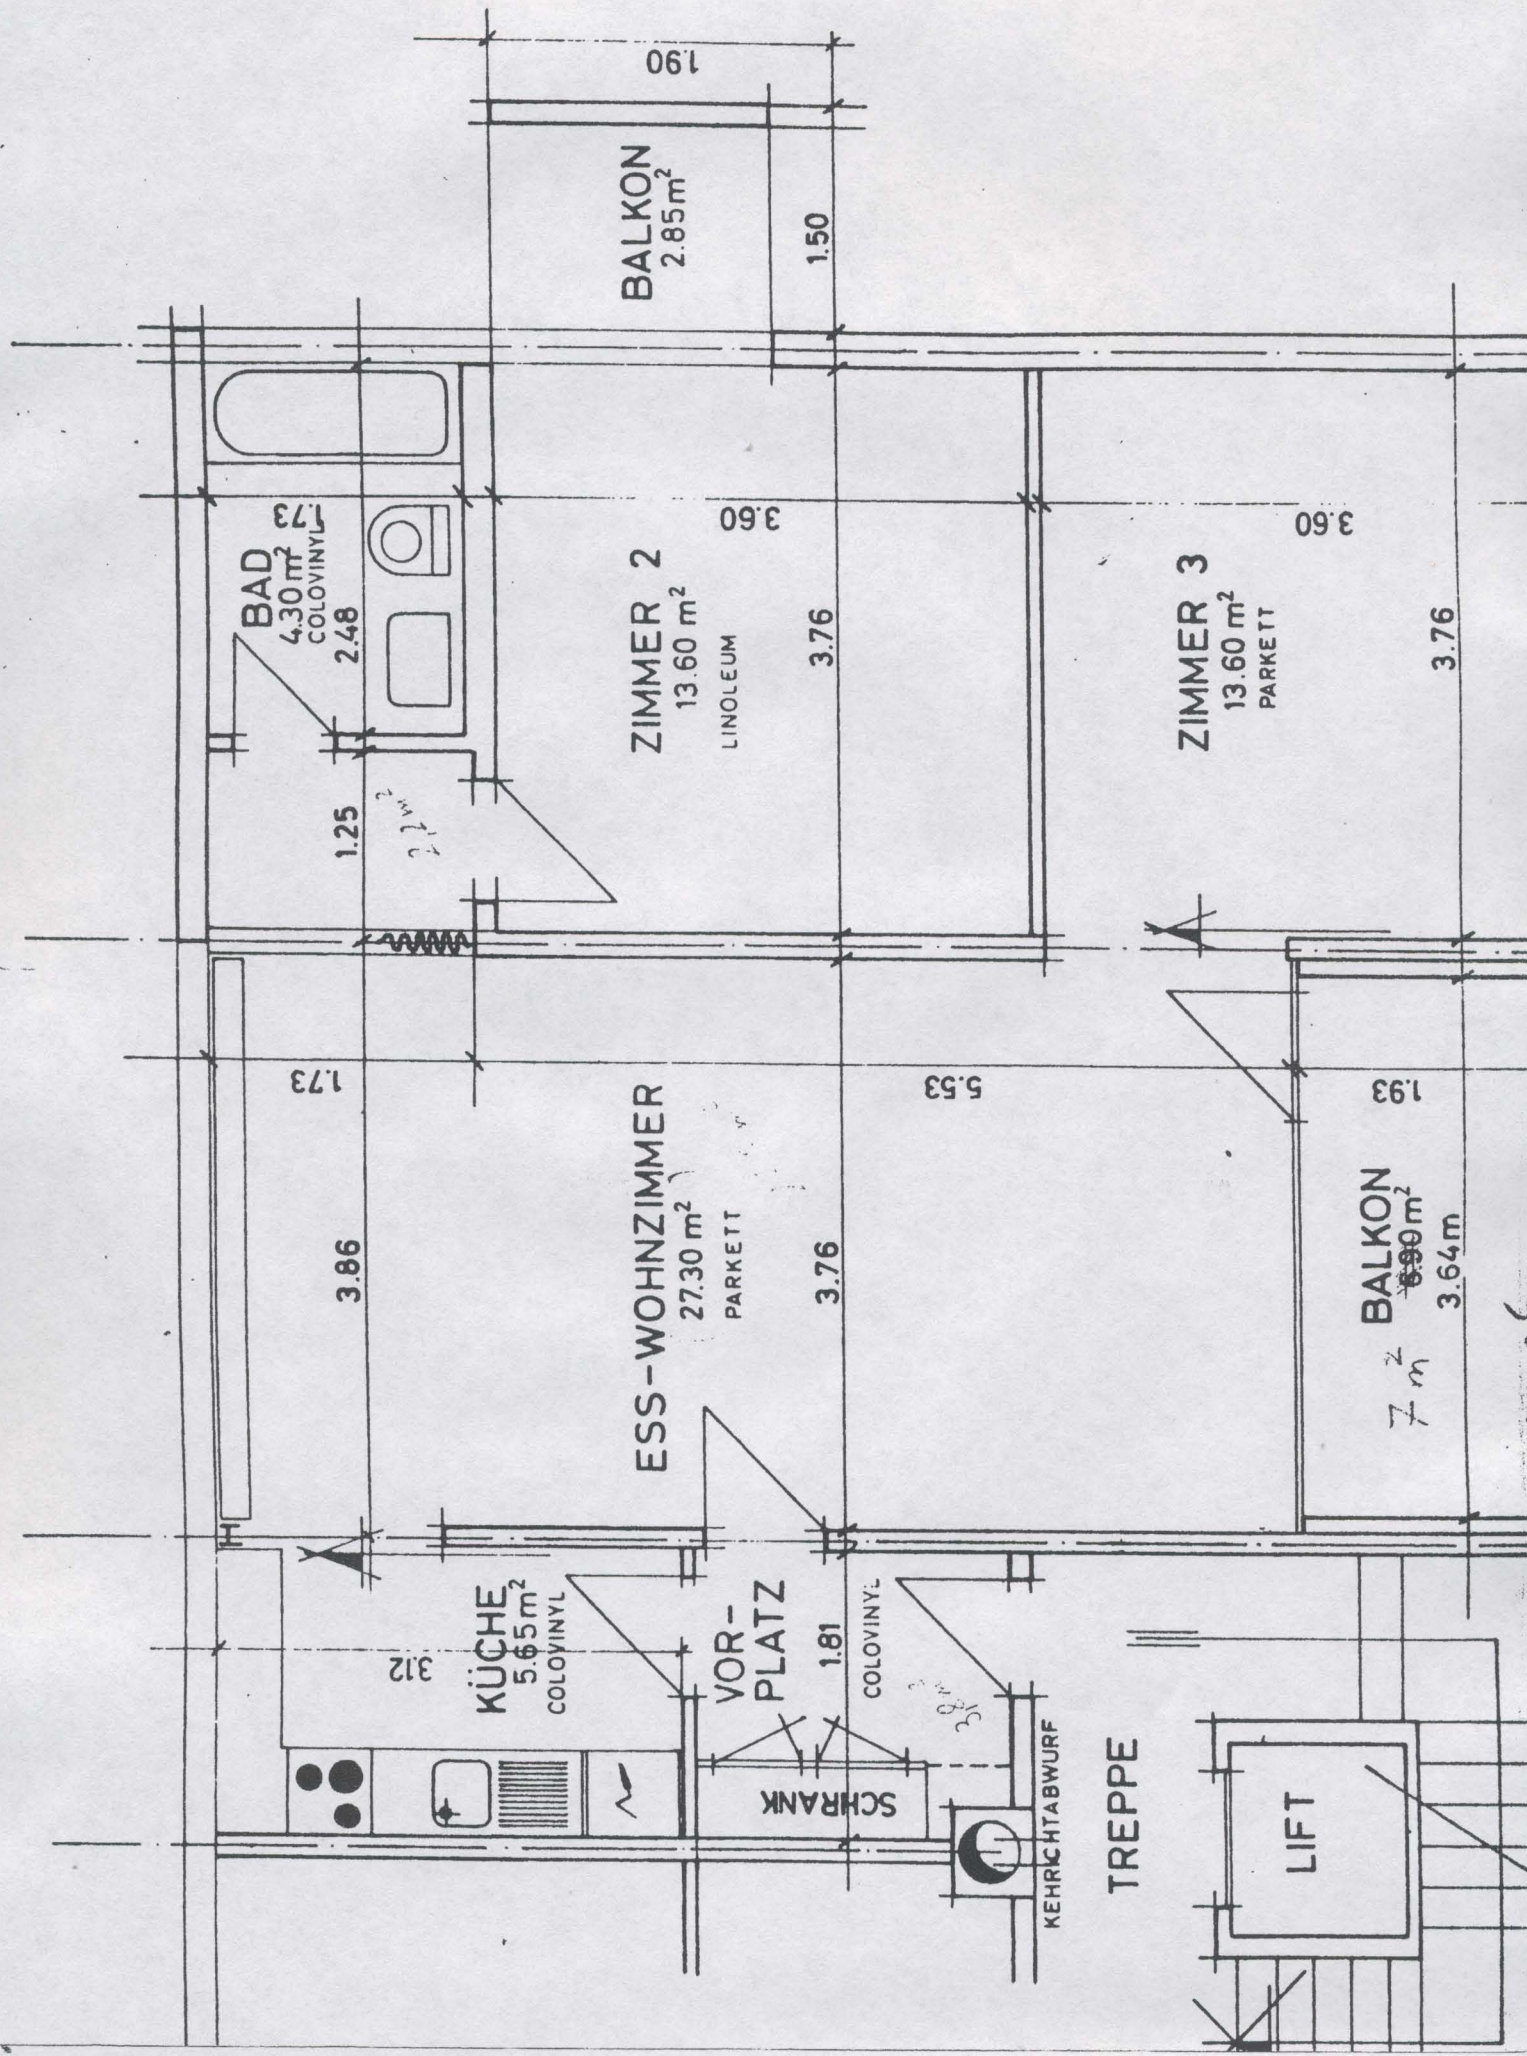 1.90
BALKON
2.85m²
1.50
BAD
4.30m²
COLOVINYL
1.73
2.48
1.25
2,2 m²
ZIMMER 2
13.60 m²
LINOLEUM
3.60
3.76
ZIMMER 3
13.60 m²
PARKETT
3.60
3.76
1.73
5.53
1.93
3.86
ESS-WOHNZIMMER
27.30 m²
PARKETT
3.76
BALKON
6.90m²
7 m²
3.64m
KÜCHE
5.65m²
COLOVINYL
3.12
VOR-
PLATZ
1.81
COLOVINYL
SCHRANK
KEHRICHTABWURF
TREPPE
LIFT